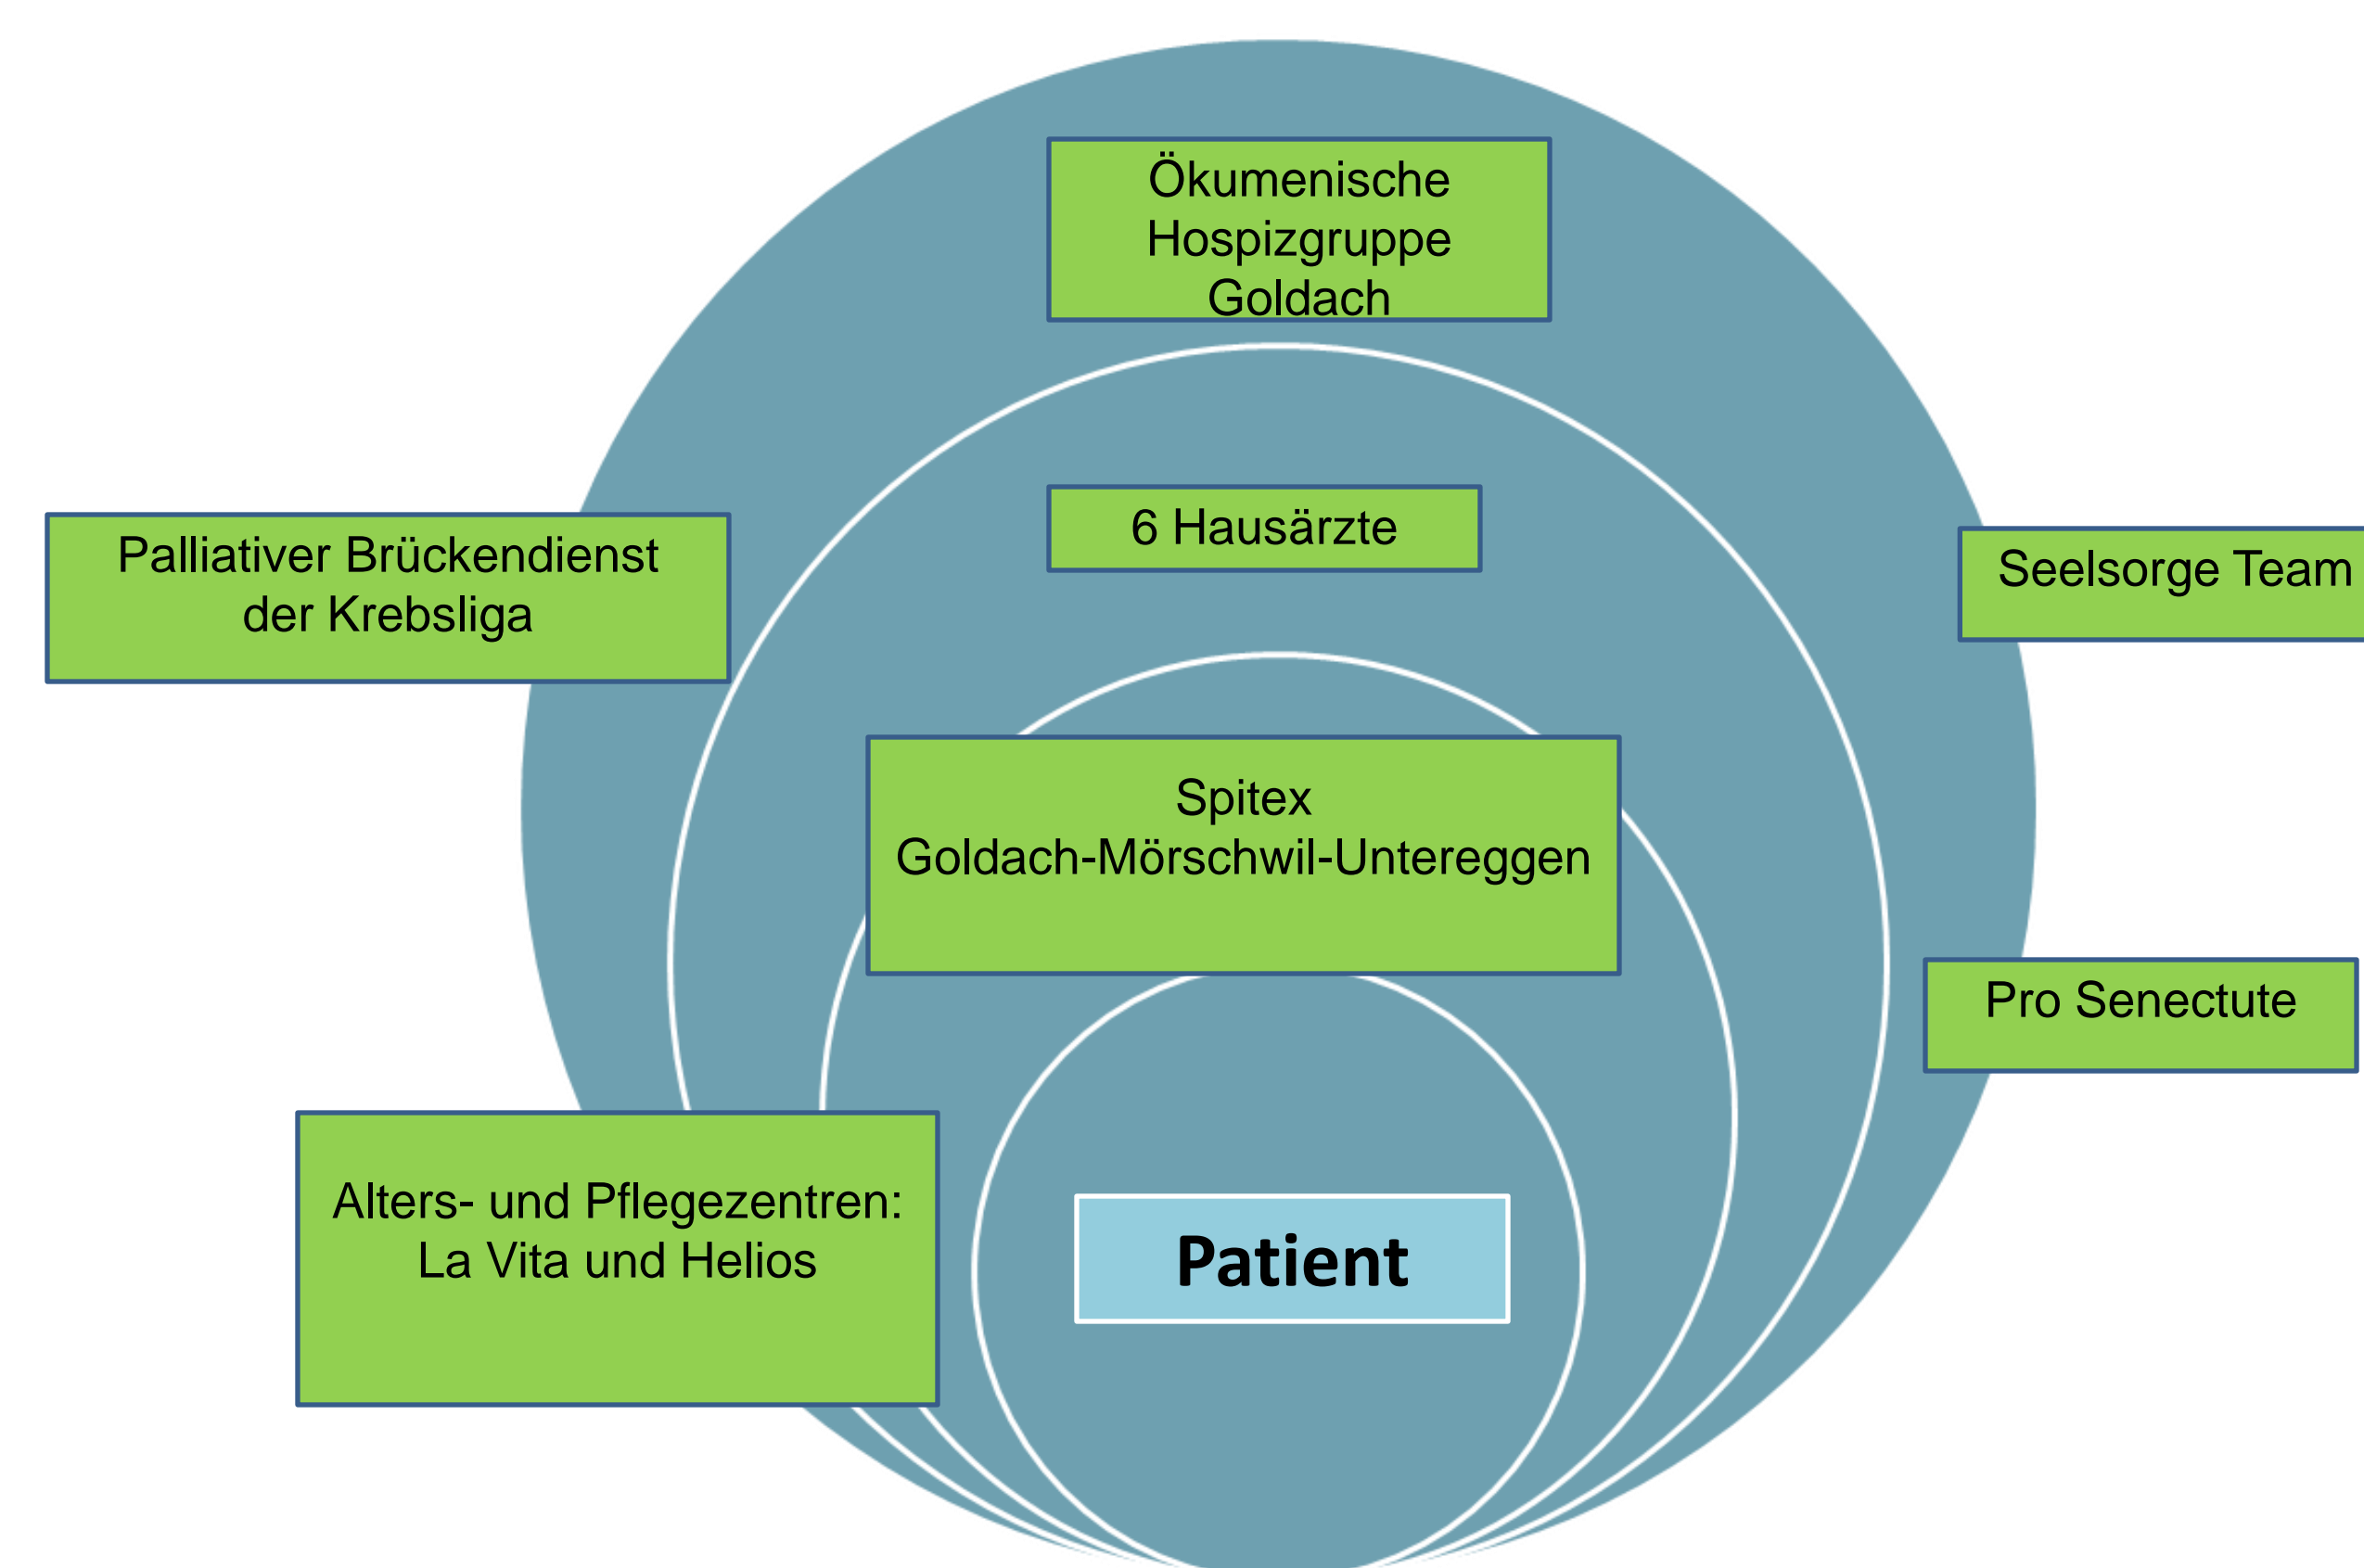 Ökumenische
Hospizgruppe
Goldach
6 Hausärzte
Palliativer Brückendienst
der Krebsliga
Seelsorge Team
Spitex
Goldach-Mörschwil-Untereggen
Pro Senectute
Alters- und Pflegezentren:
La Vita und Helios
Patient